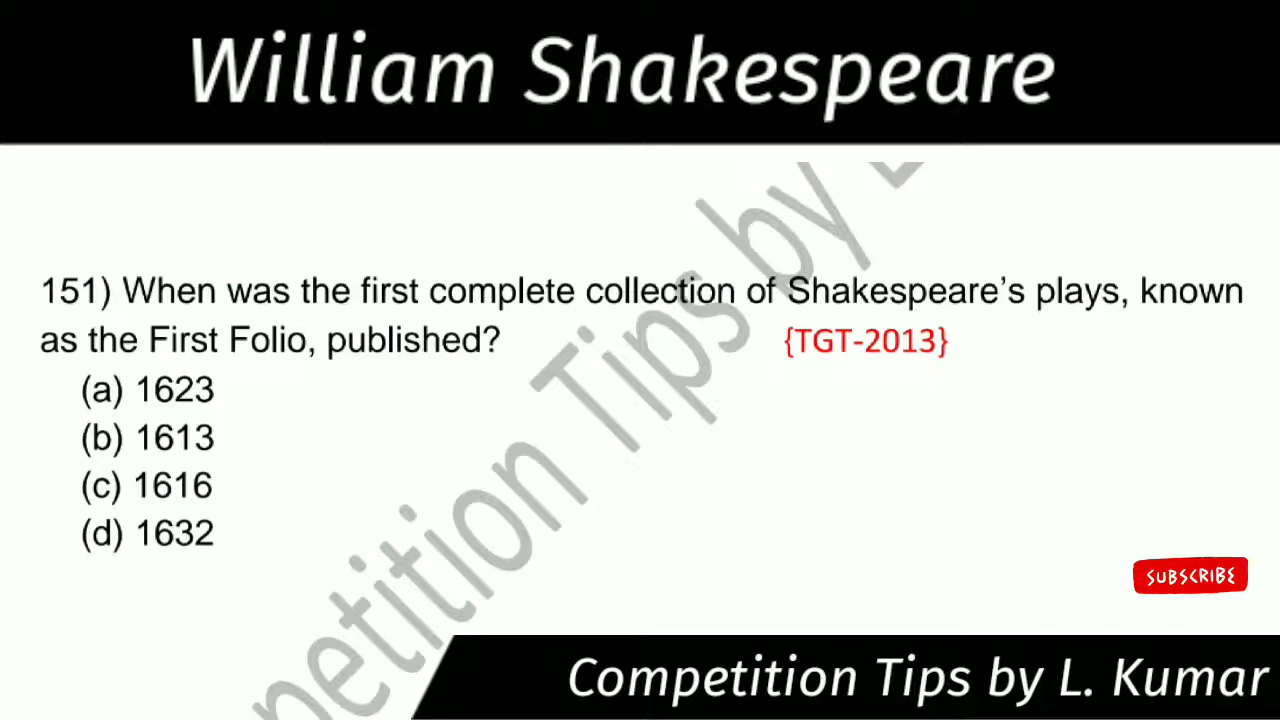 William Shakespeare
151) When was the first complete collection of Shakespeare’s plays, known
as the First Folio, published? {TGT-2013}
(a) 1623
(b) 1613
(c) 1616
(d) 1632
SUBSCRIBE
Competition Tips by L. Kumar